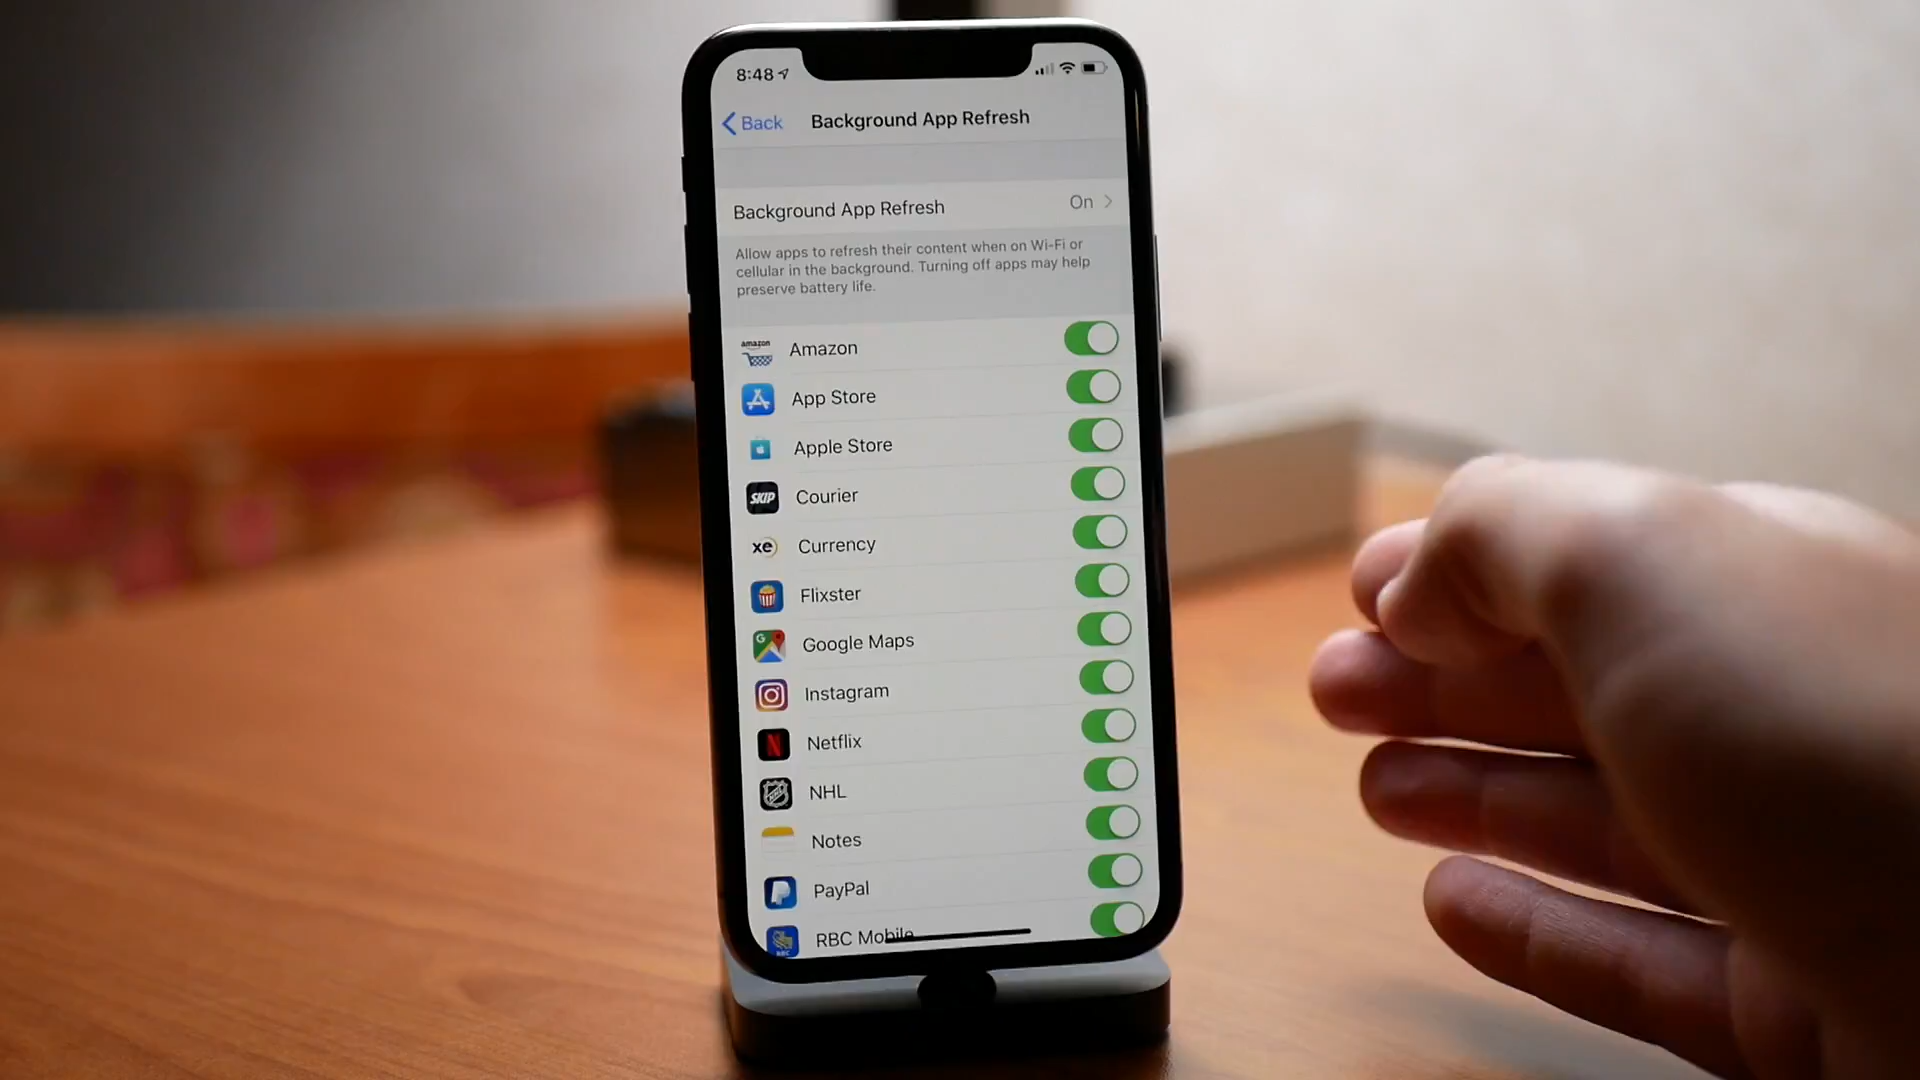 8:48
Back
Background App Refresh
Background App Refresh On
Allow apps to refresh their content when on Wi-Fi or
cellular in the background. Turning off apps may help
preserve battery life.
amazon
Amazon
App Store
Apple Store
SKIP
Courier
xe
Currency
Flixster
G
Google Maps
Instagram
N
Netflix
NHL
Notes
P
PayPal
RBC
RBC Mobile